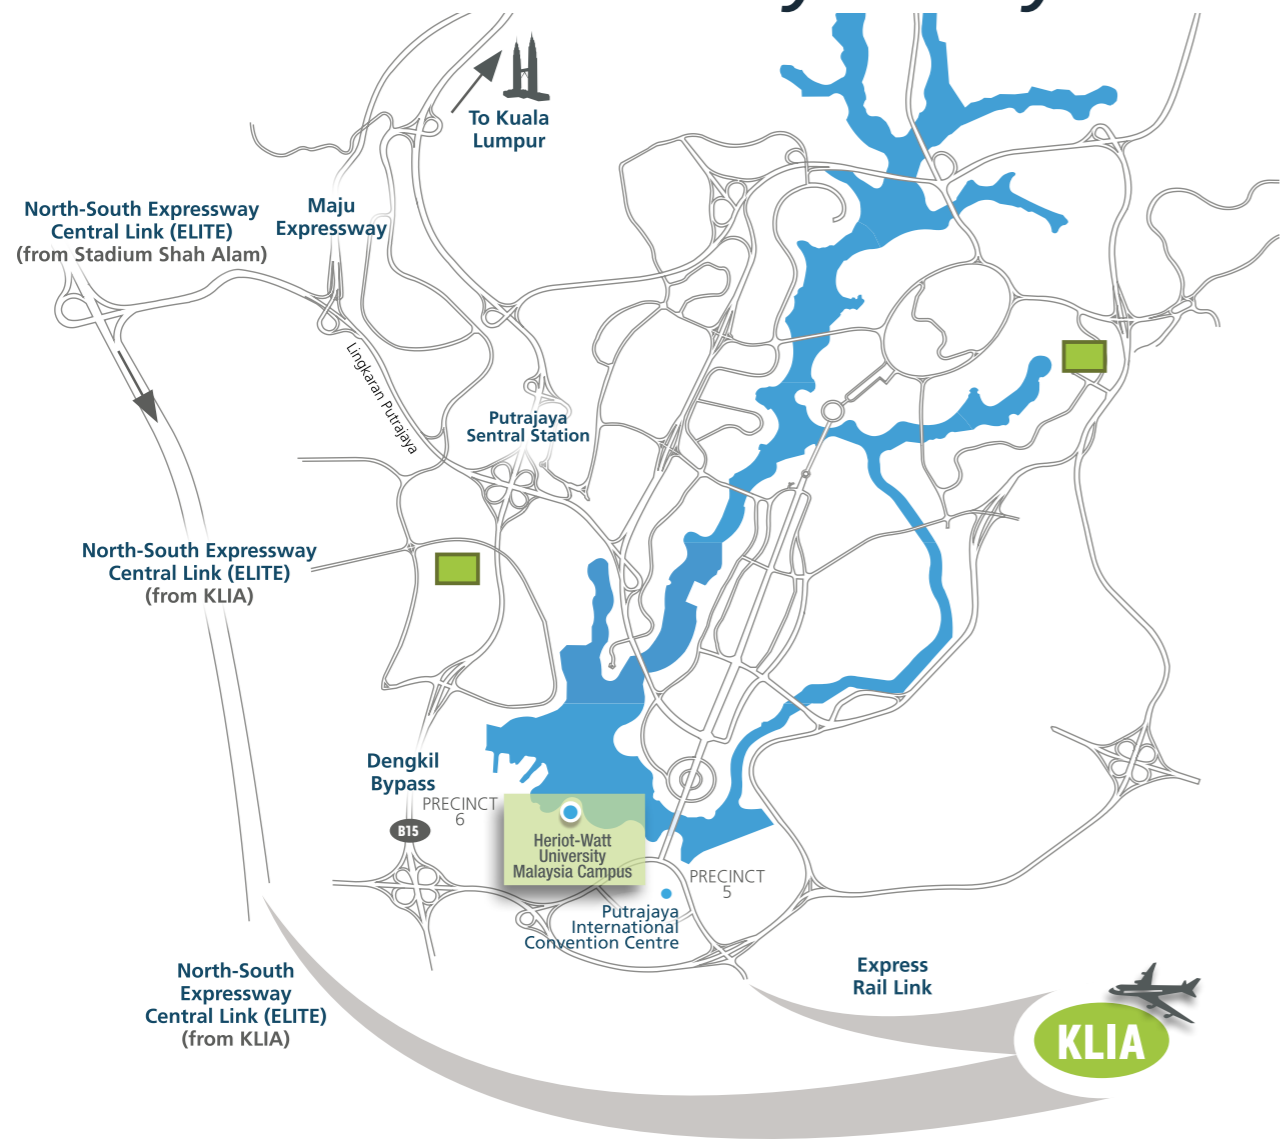 To Kuala
Lumpur
North-South Expressway
Central Link (ELITE)
(from Stadium Shah Alam)
Maju
Expressway
Lingkaran Putrajaya
Putrajaya
Sentral Station
North-South Expressway
Central Link (ELITE)
(from KLIA)
Dengkil
Bypass
PRECINCT
6
B15
Heriot-Watt
University
Malaysia Campus
PRECINCT
5
Putrajaya
International
Convention Centre
North-South
Expressway
Central Link (ELITE)
(from KLIA)
Express
Rail Link
KLIA